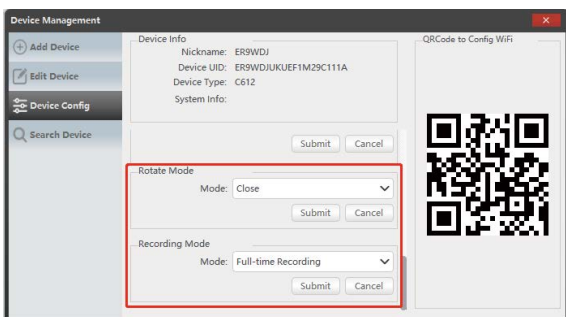 Device Management
Add Device
Edit Device
Device Config
Search Device
Device Info
Nickname: ER9WDJ
Device UID: ER9WDJUKUEF1M29C111A
Device Type: C612
System Info:
Submit Cancel
Rotate Mode
Mode: Close
Submit Cancel
Recording Mode
Mode: Full-time Recording
Submit Cancel
QRCode to Config WiFi